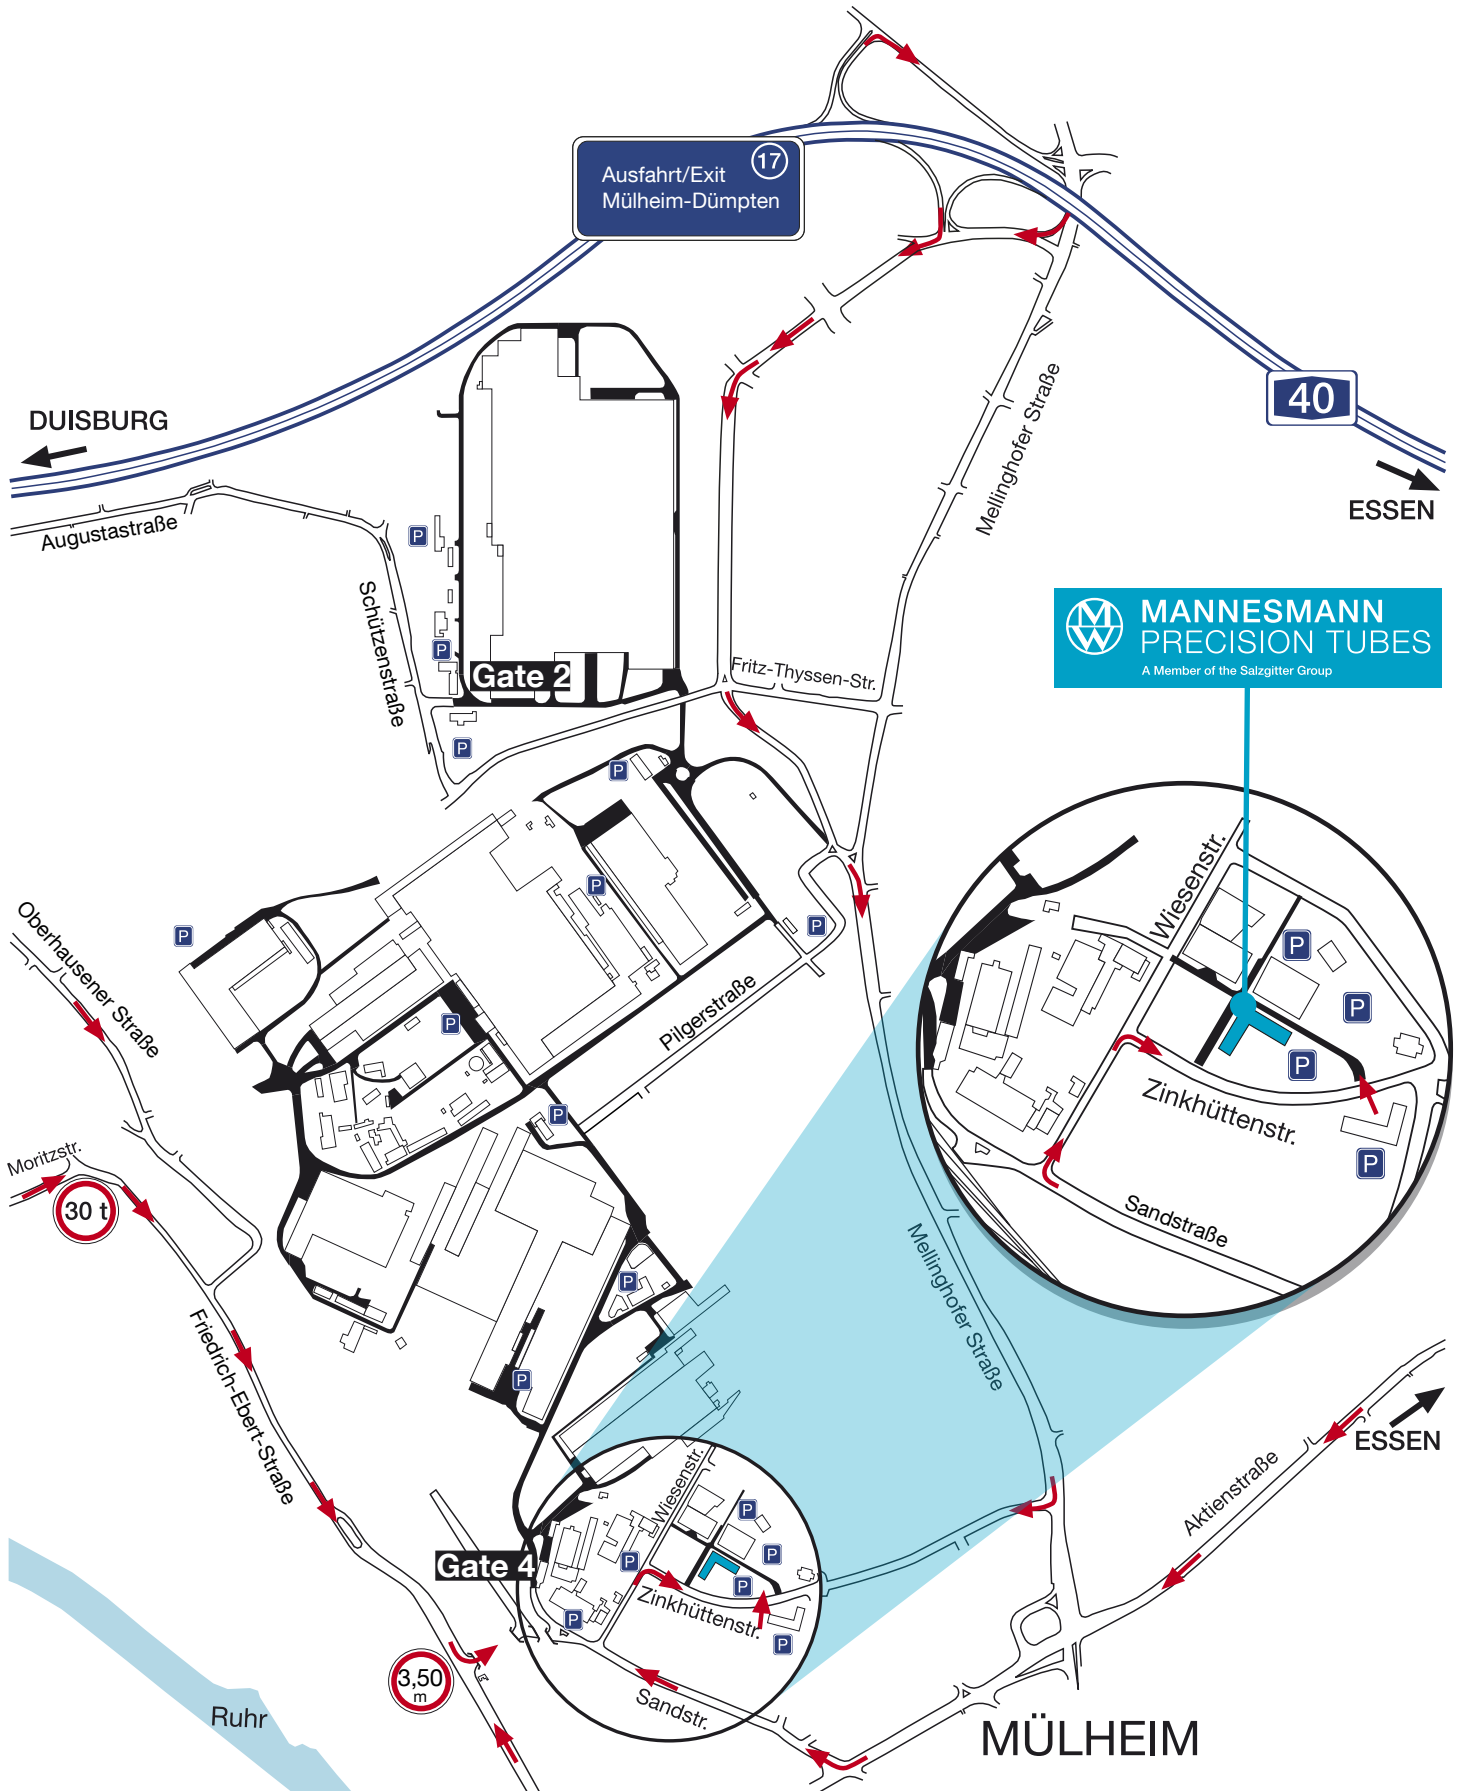 17
Ausfahrt/Exit
Mülheim-Dümpten
40
DUISBURG
ESSEN
Augustastraße
Mellinghofer Straße
Schützenstraße
MANNESMANN
PRECISION TUBES
A Member of the Salzgitter Group
P
P
Gate 2
Fritz-Thyssen-Str.
P
P
P
P
P
Wiesenstr.
P
P
P
P
Zinkhüttenstr.
Sandstraße
Oberhausener Straße
P
Pilgerstraße
P
Moritzstr.
30 t
Mellinghofer Straße
P
P
Friedrich-Ebert-Straße
ESSEN
Aktienstraße
Wiesenstr.
P
P
P
P
P
P
Gate 4
Zinkhüttenstr.
3,50
m
Sandstr.
Ruhr
MÜLHEIM